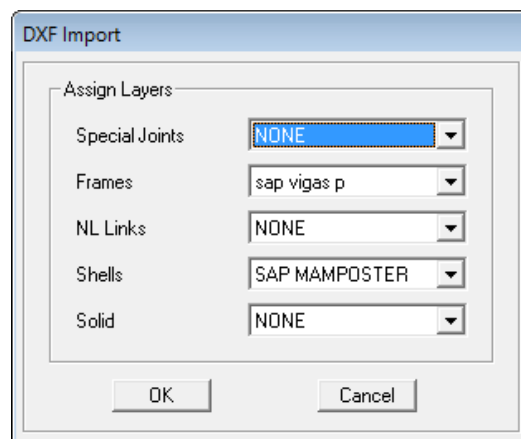 DXF Import
Assign Layers
Special Joints NONE
Frames sap vigas p
NL Links NONE
Shells SAP MAMPOSTER
Solid NONE
OK Cancel